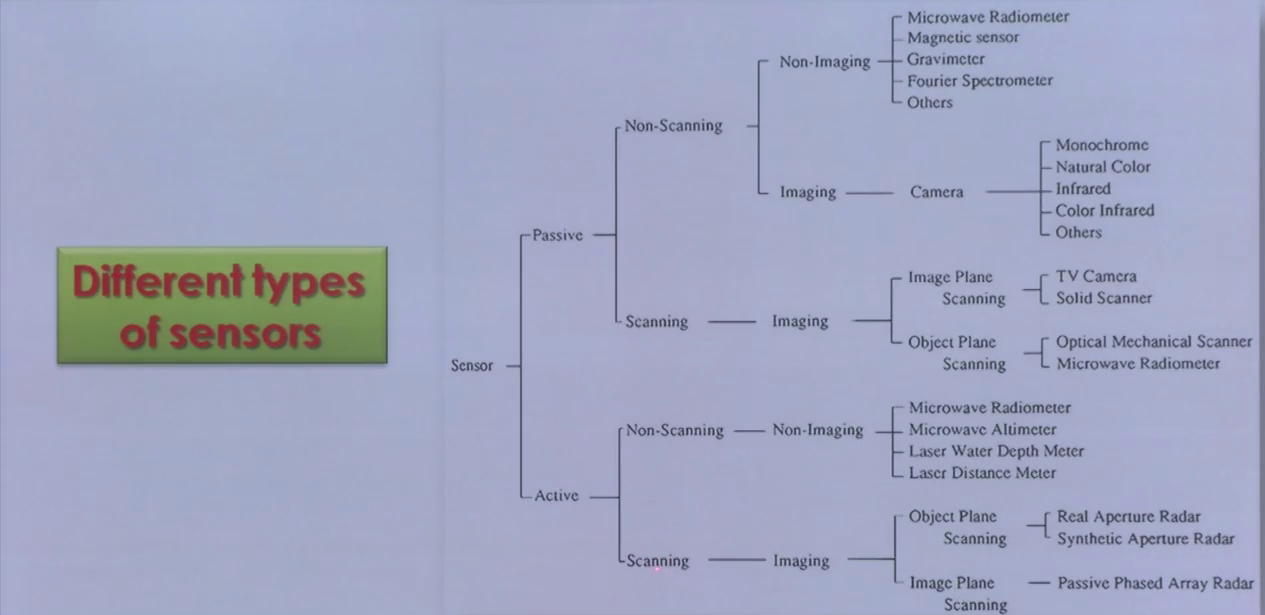 Different types
of sensors
Sensor
Passive
Non-Scanning
Non-Imaging
Microwave Radiometer
Magnetic sensor
Gravimeter
Fourier Spectrometer
Others
Imaging
Camera
Monochrome
Natural Color
Infrared
Color Infrared
Others
Scanning
Imaging
Image Plane
Scanning
TV Camera
Solid Scanner
Object Plane
Scanning
Optical Mechanical Scanner
Microwave Radiometer
Active
Non-Scanning
Non-Imaging
Microwave Radiometer
Microwave Altimeter
Laser Water Depth Meter
Laser Distance Meter
Scanning
Imaging
Object Plane
Scanning
Real Aperture Radar
Synthetic Aperture Radar
Image Plane
Scanning
Passive Phased Array Radar